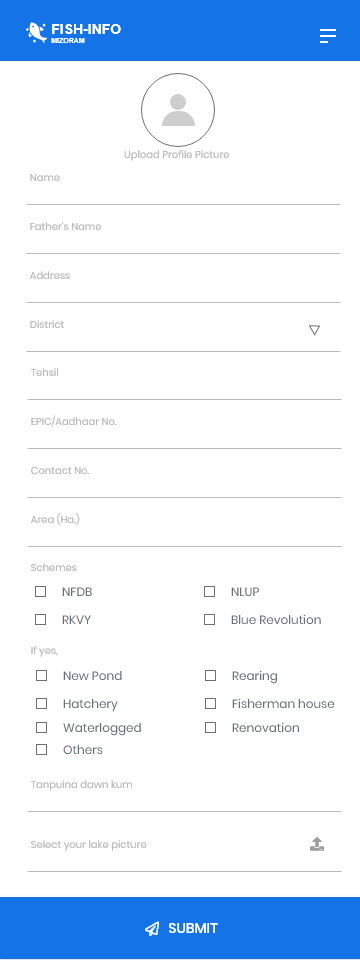 FISH-INFO
MIZORAM
Upload Profile Picture
Name
Father's Name
Address
District
Tehsil
EPIC/Aadhaar No.
Contact No.
Area (Ha.)
Schemes
NFDB NLUP
RKVY Blue Revolution
If yes,
New Pond Rearing
Hatchery Fisherman house
Waterlogged Renovation
Others
Tanpuina dawn kum
Select your lake picture
SUBMIT